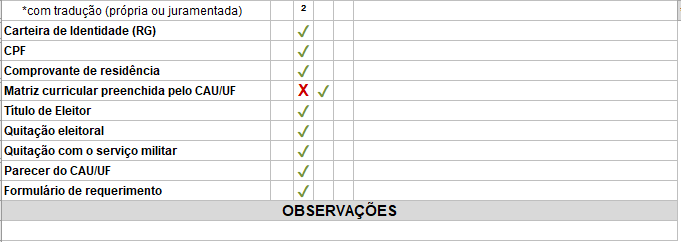 *com tradução (própria ou juramentada) 2
Carteira de Identidade (RG) ✓
CPF ✓
Comprovante de residência ✓
Matriz curricular preenchida pelo CAU/UF X ✓
Título de Eleitor ✓
Quitação eleitoral ✓
Quitação com o serviço militar ✓
Parecer do CAU/UF ✓
Formulário de requerimento ✓
OBSERVAÇÕES